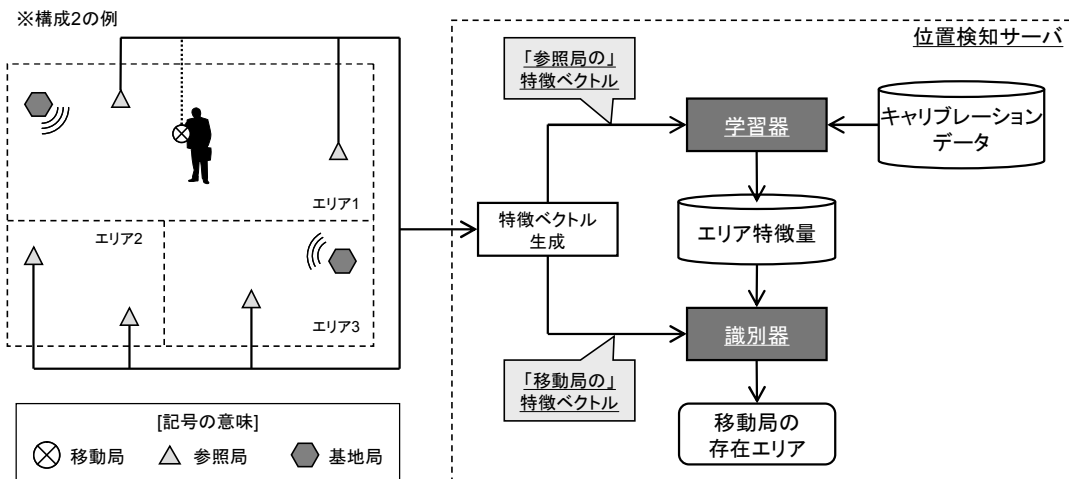 ※構成2の例
エリア1
エリア2
エリア3
[記号の意味]
移動局
参照局
基地局
位置検知サーバ
「参照局の」
特徴ベクトル
学習器
キャリブレーション
データ
特徴ベクトル
生成
エリア特徴量
識別器
「移動局の」
特徴ベクトル
移動局の
存在エリア